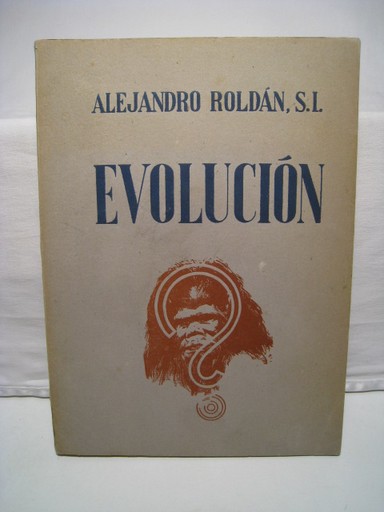 ALEJANDRO ROLDÁN, S.I.
EVOLUCIÓN
?